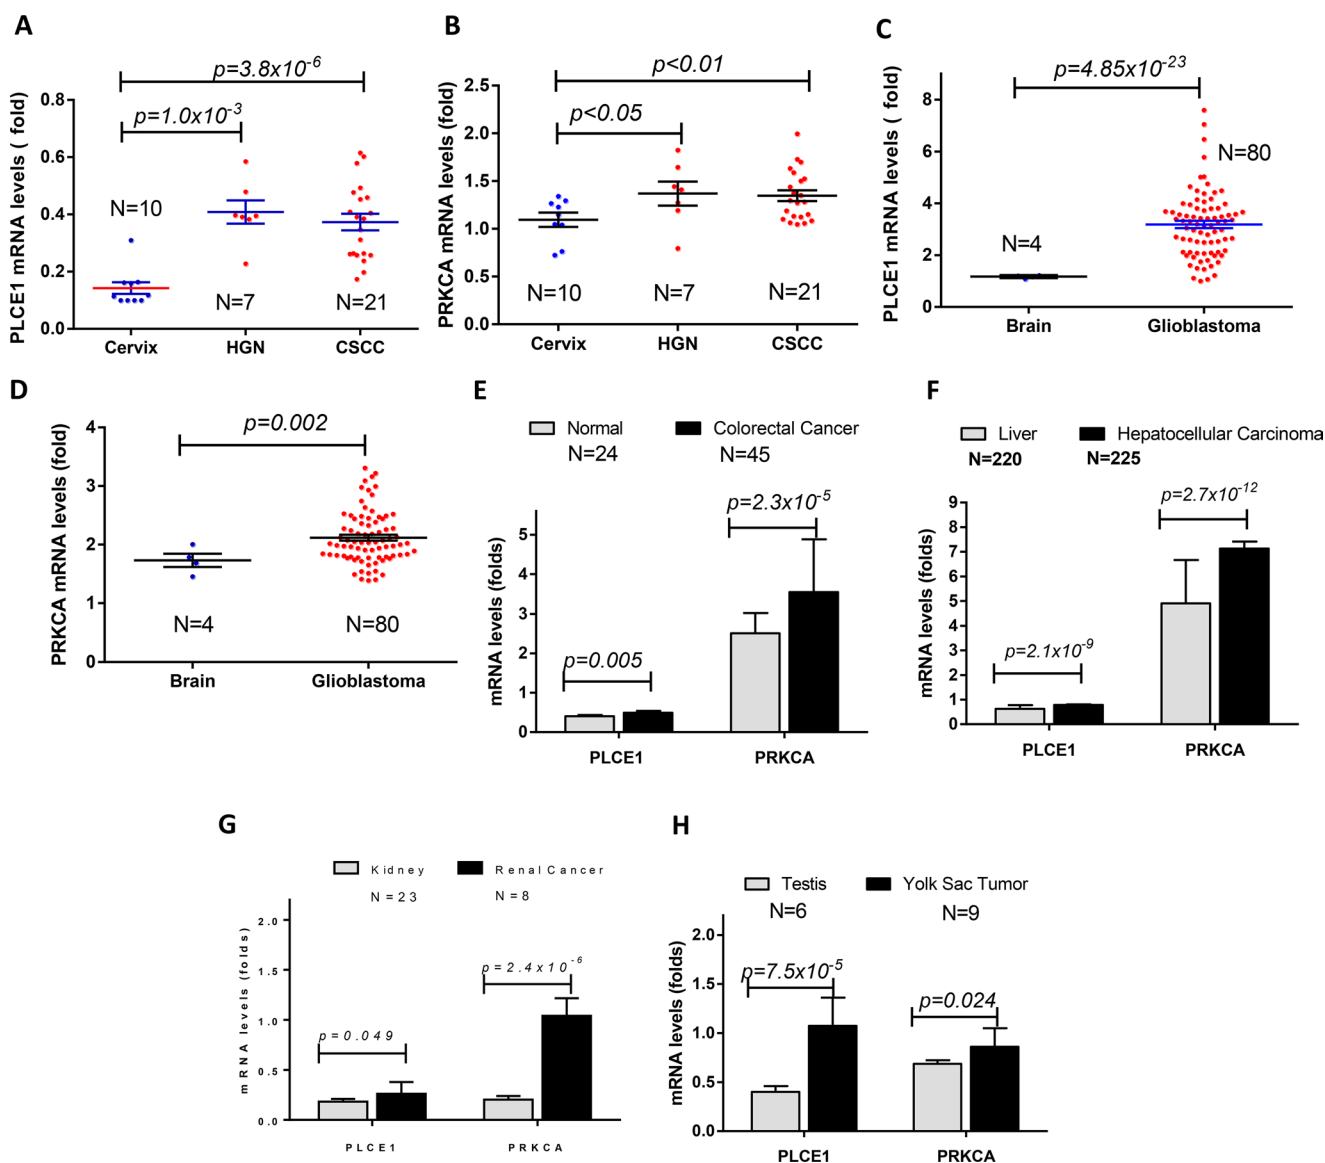 A
p=3.8x10-6
p=1.0x10-3
PLCE1 mRNA levels ( fold)
0.8
0.6
0.4
0.2
0.0
N=10
N=7
N=21
Cervix HGN CSCC
B
p<0.01
p<0.05
PRKCA mRNA levels (fold)
2.5
2.0
1.5
1.0
0.5
0.0
N=10
N=7
N=21
Cervix HGN CSCC
C
p=4.85x10-23
PLCE1 mRNA levels ( fold)
8
6
4
2
0
N=80
N=4
Brain Glioblastoma
D
p=0.002
PRKCA mRNA levels (fold)
4
3
2
1
0
N=4
N=80
Brain Glioblastoma
E
Normal Colorectal Cancer
N=24 N=45
p=2.3x10-5
p=0.005
mRNA levels (folds)
5
4
3
2
1
0
PLCE1 PRKCA
F
Liver Hepatocellular Carcinoma
N=220 N=225
p=2.7x10-12
p=2.1x10-9
mRNA levels (folds)
9
8
7
6
5
4
3
2
1
0
PLCE1 PRKCA
G
Kidney Renal Cancer
N=23 N=8
p=2.4x10-6
p=0.049
mRNA levels (folds)
2.0
1.5
1.0
0.5
0.0
PLCE1 PRKCA
H
Testis Yolk Sac Tumor
N=6 N=9
p=7.5x10-5
p=0.024
mRNA levels (folds)
2.0
1.5
1.0
0.5
0.0
PLCE1 PRKCA